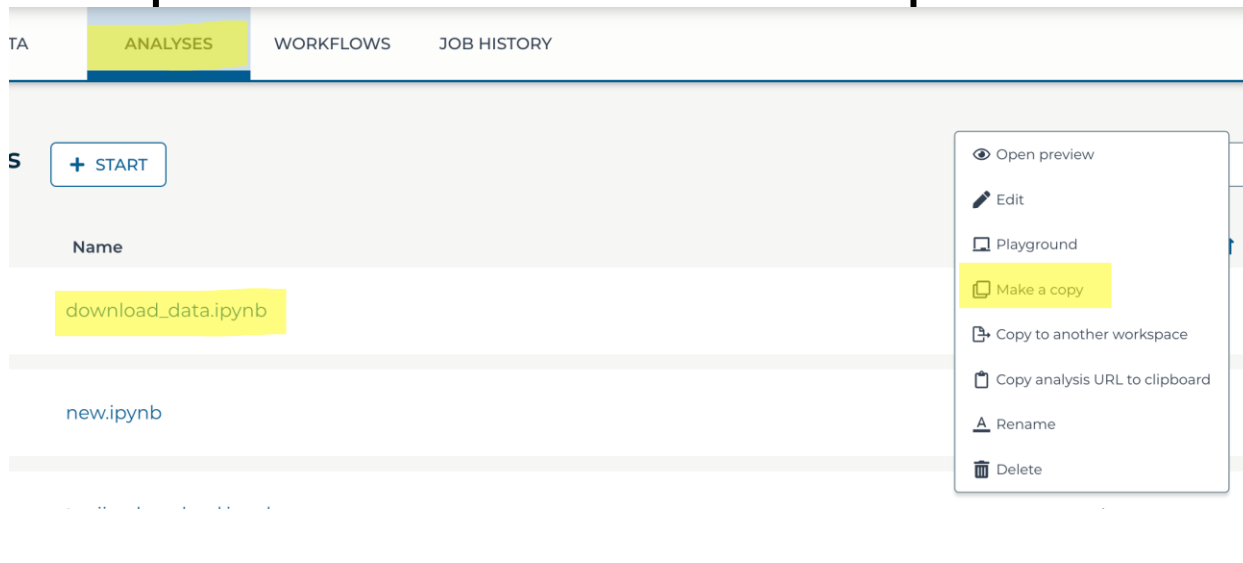 TA ANALYSES WORKFLOWS JOB HISTORY
S + START
Open preview
Edit
Name
Playground
Make a copy
download_data.ipynb
Copy to another workspace
Copy analysis URL to clipboard
new.ipynb
Rename
Delete